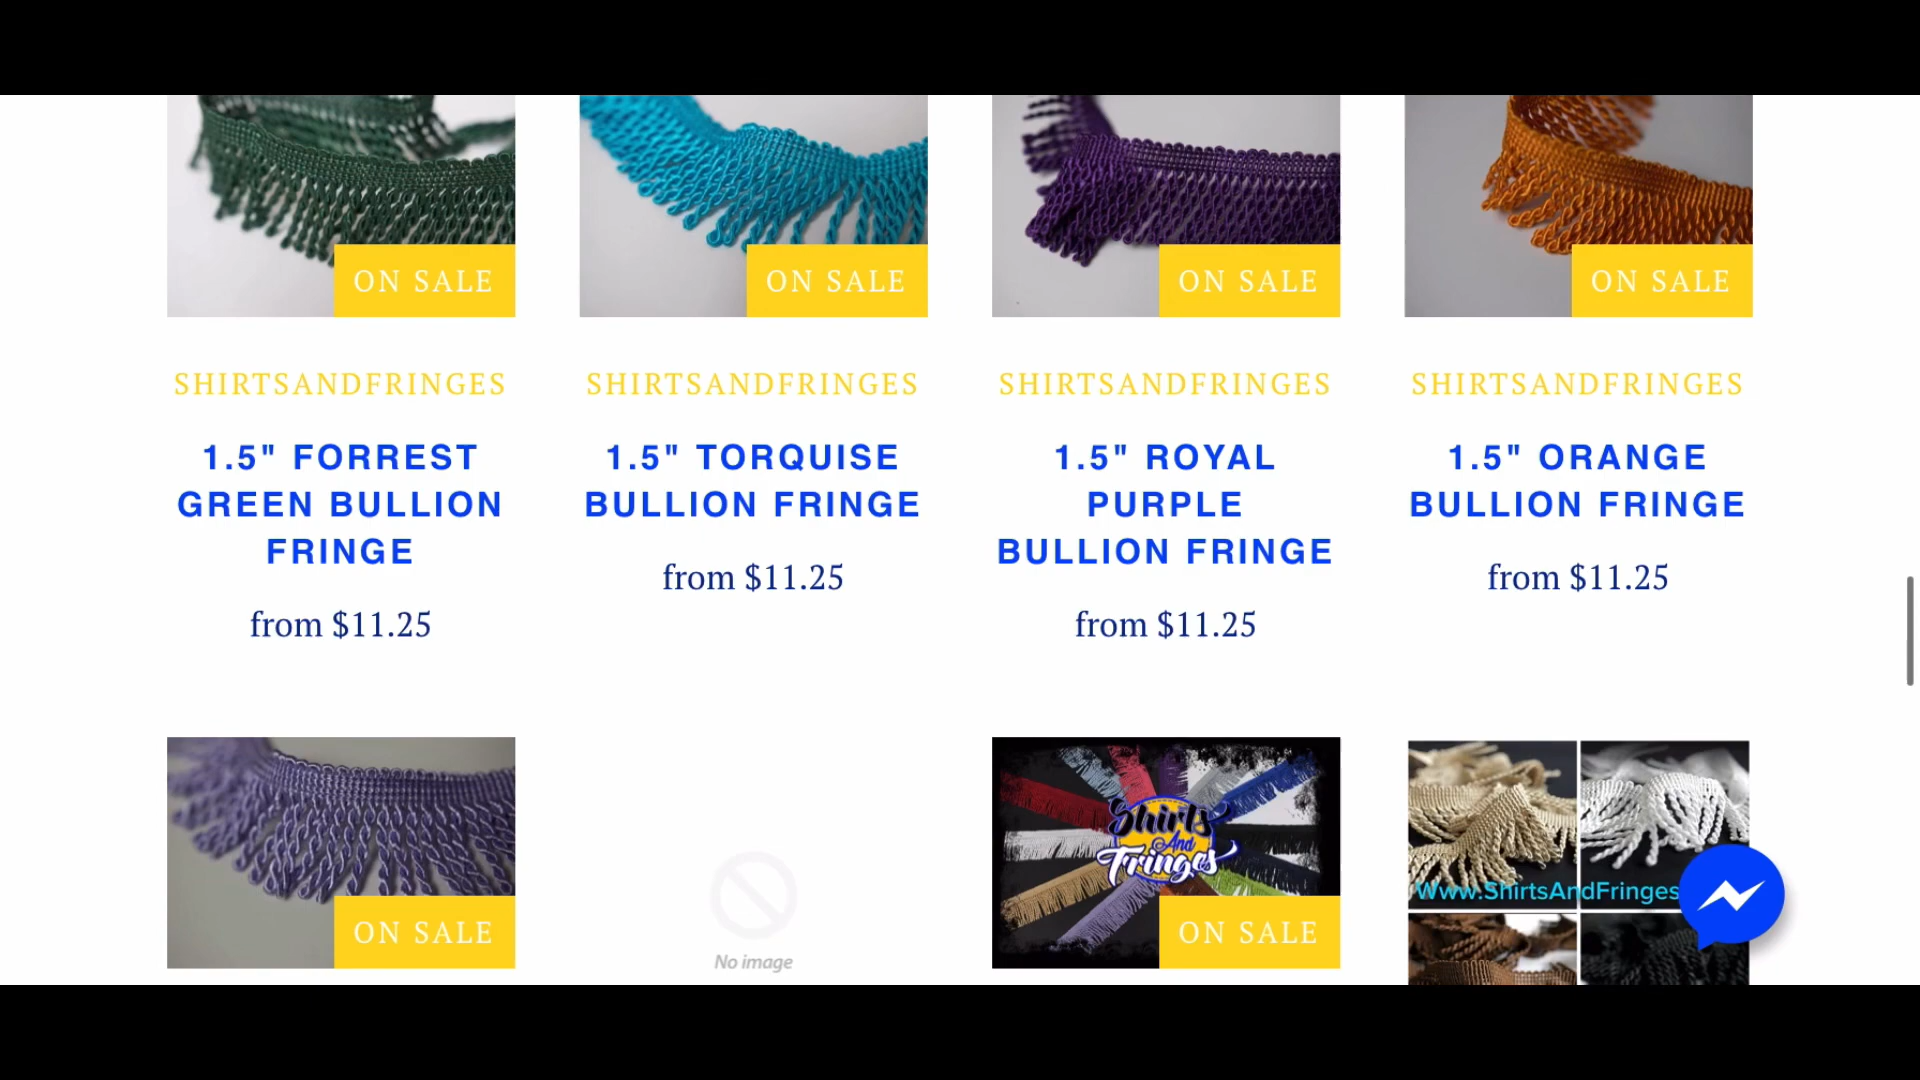 ON SALE
ON SALE
ON SALE
ON SALE
SHIRTSANDFRINGES
SHIRTSANDFRINGES
SHIRTSANDFRINGES
SHIRTSANDFRINGES
1.5" FORREST
GREEN BULLION
FRINGE
from $11.25
1.5" TORQUISE
BULLION FRINGE
from $11.25
1.5" ROYAL
PURPLE
BULLION FRINGE
from $11.25
1.5" ORANGE
BULLION FRINGE
from $11.25
ON SALE
No image
Shirts
And
Fringes
ON SALE
Www.ShirtsAndFringes